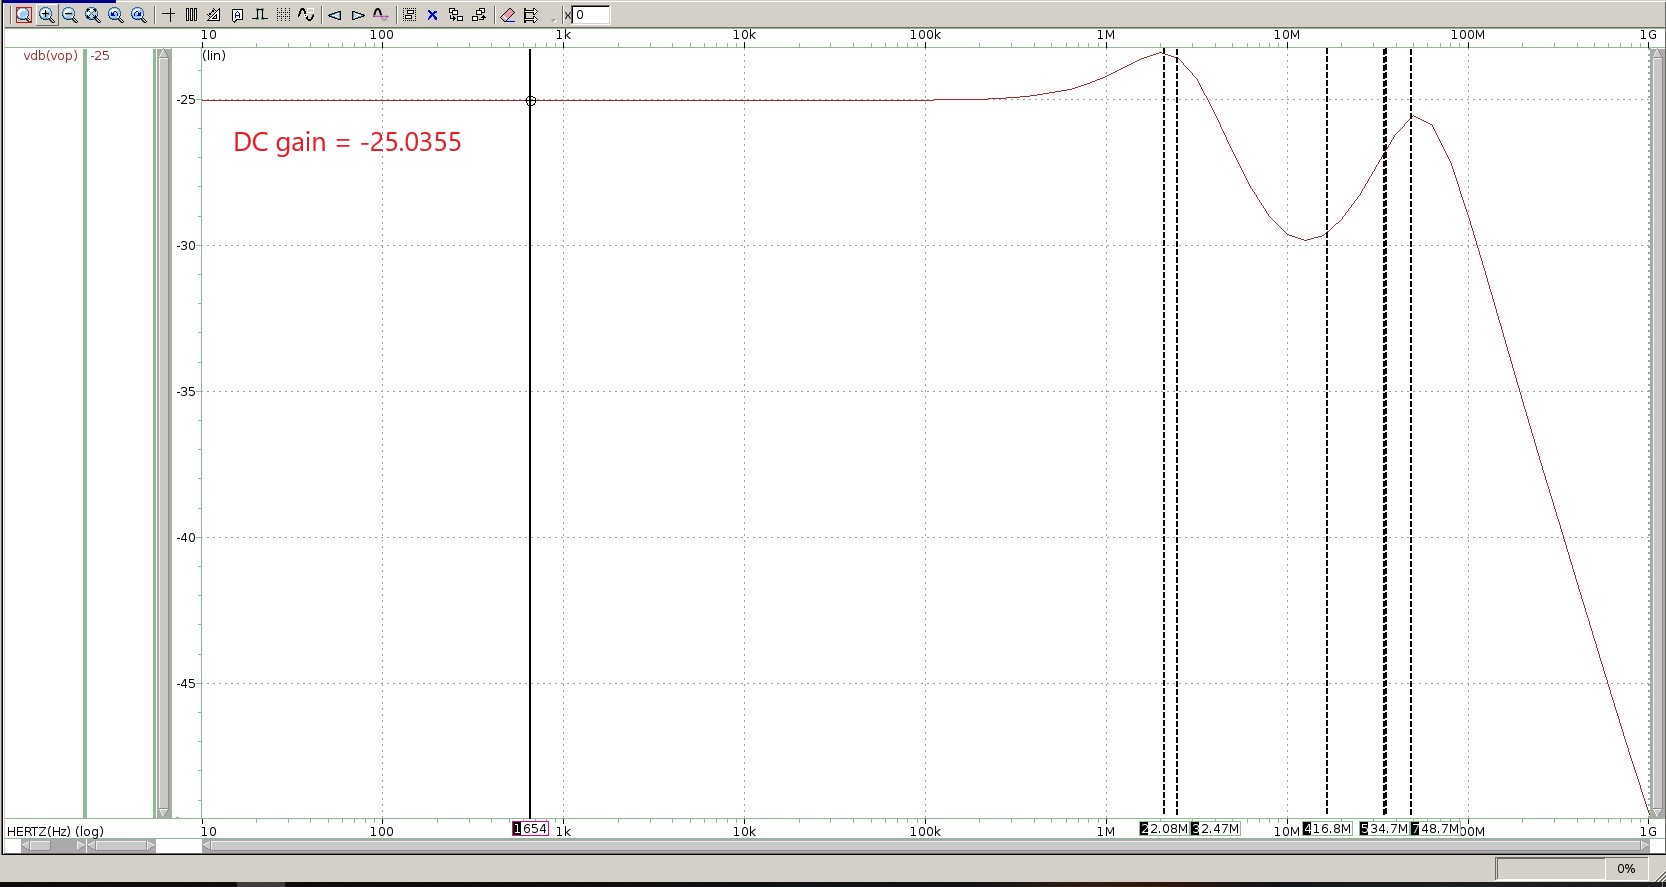 x 0
10 100 1k 10k 100k 1M 10M 100M 1G
vdb(vop) -25 (lin)
-25
DC gain = -25.0355
-30
-35
-40
-45
HERTZ(Hz) (log) 10 100 1 654 1k 10k 100k 1M 2 2.08M 3 2.47M 10M 4 16.8M 5 34.7M 7 48.7M 00M 1G
0%